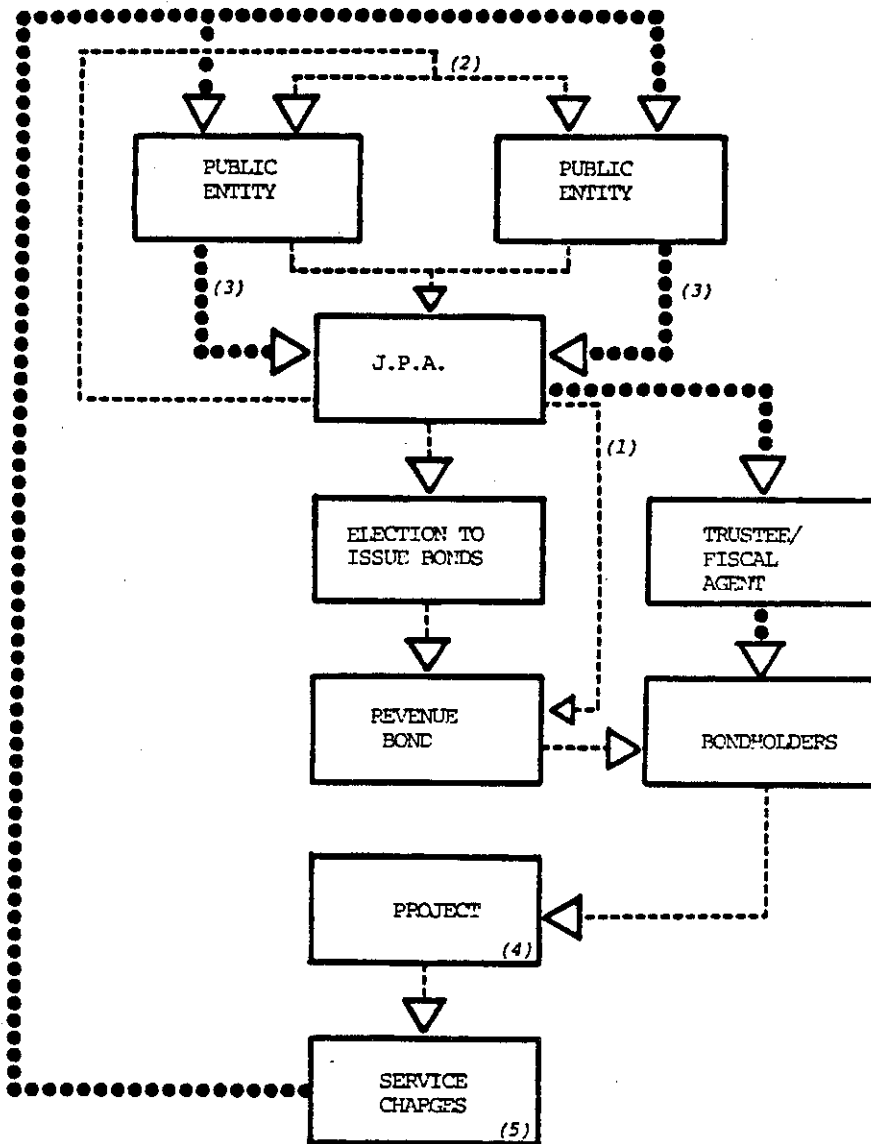 (2)
PUBLIC
ENTITY
PUBLIC
ENTITY
(3)
(3)
J.P.A.
(1)
ELECTION TO
ISSUE BONDS
TRUSTEE/
FISCAL
AGENT
REVENUE
BOND
BONDHOLDERS
PROJECT
(4)
SERVICE
CHARGES
(5)